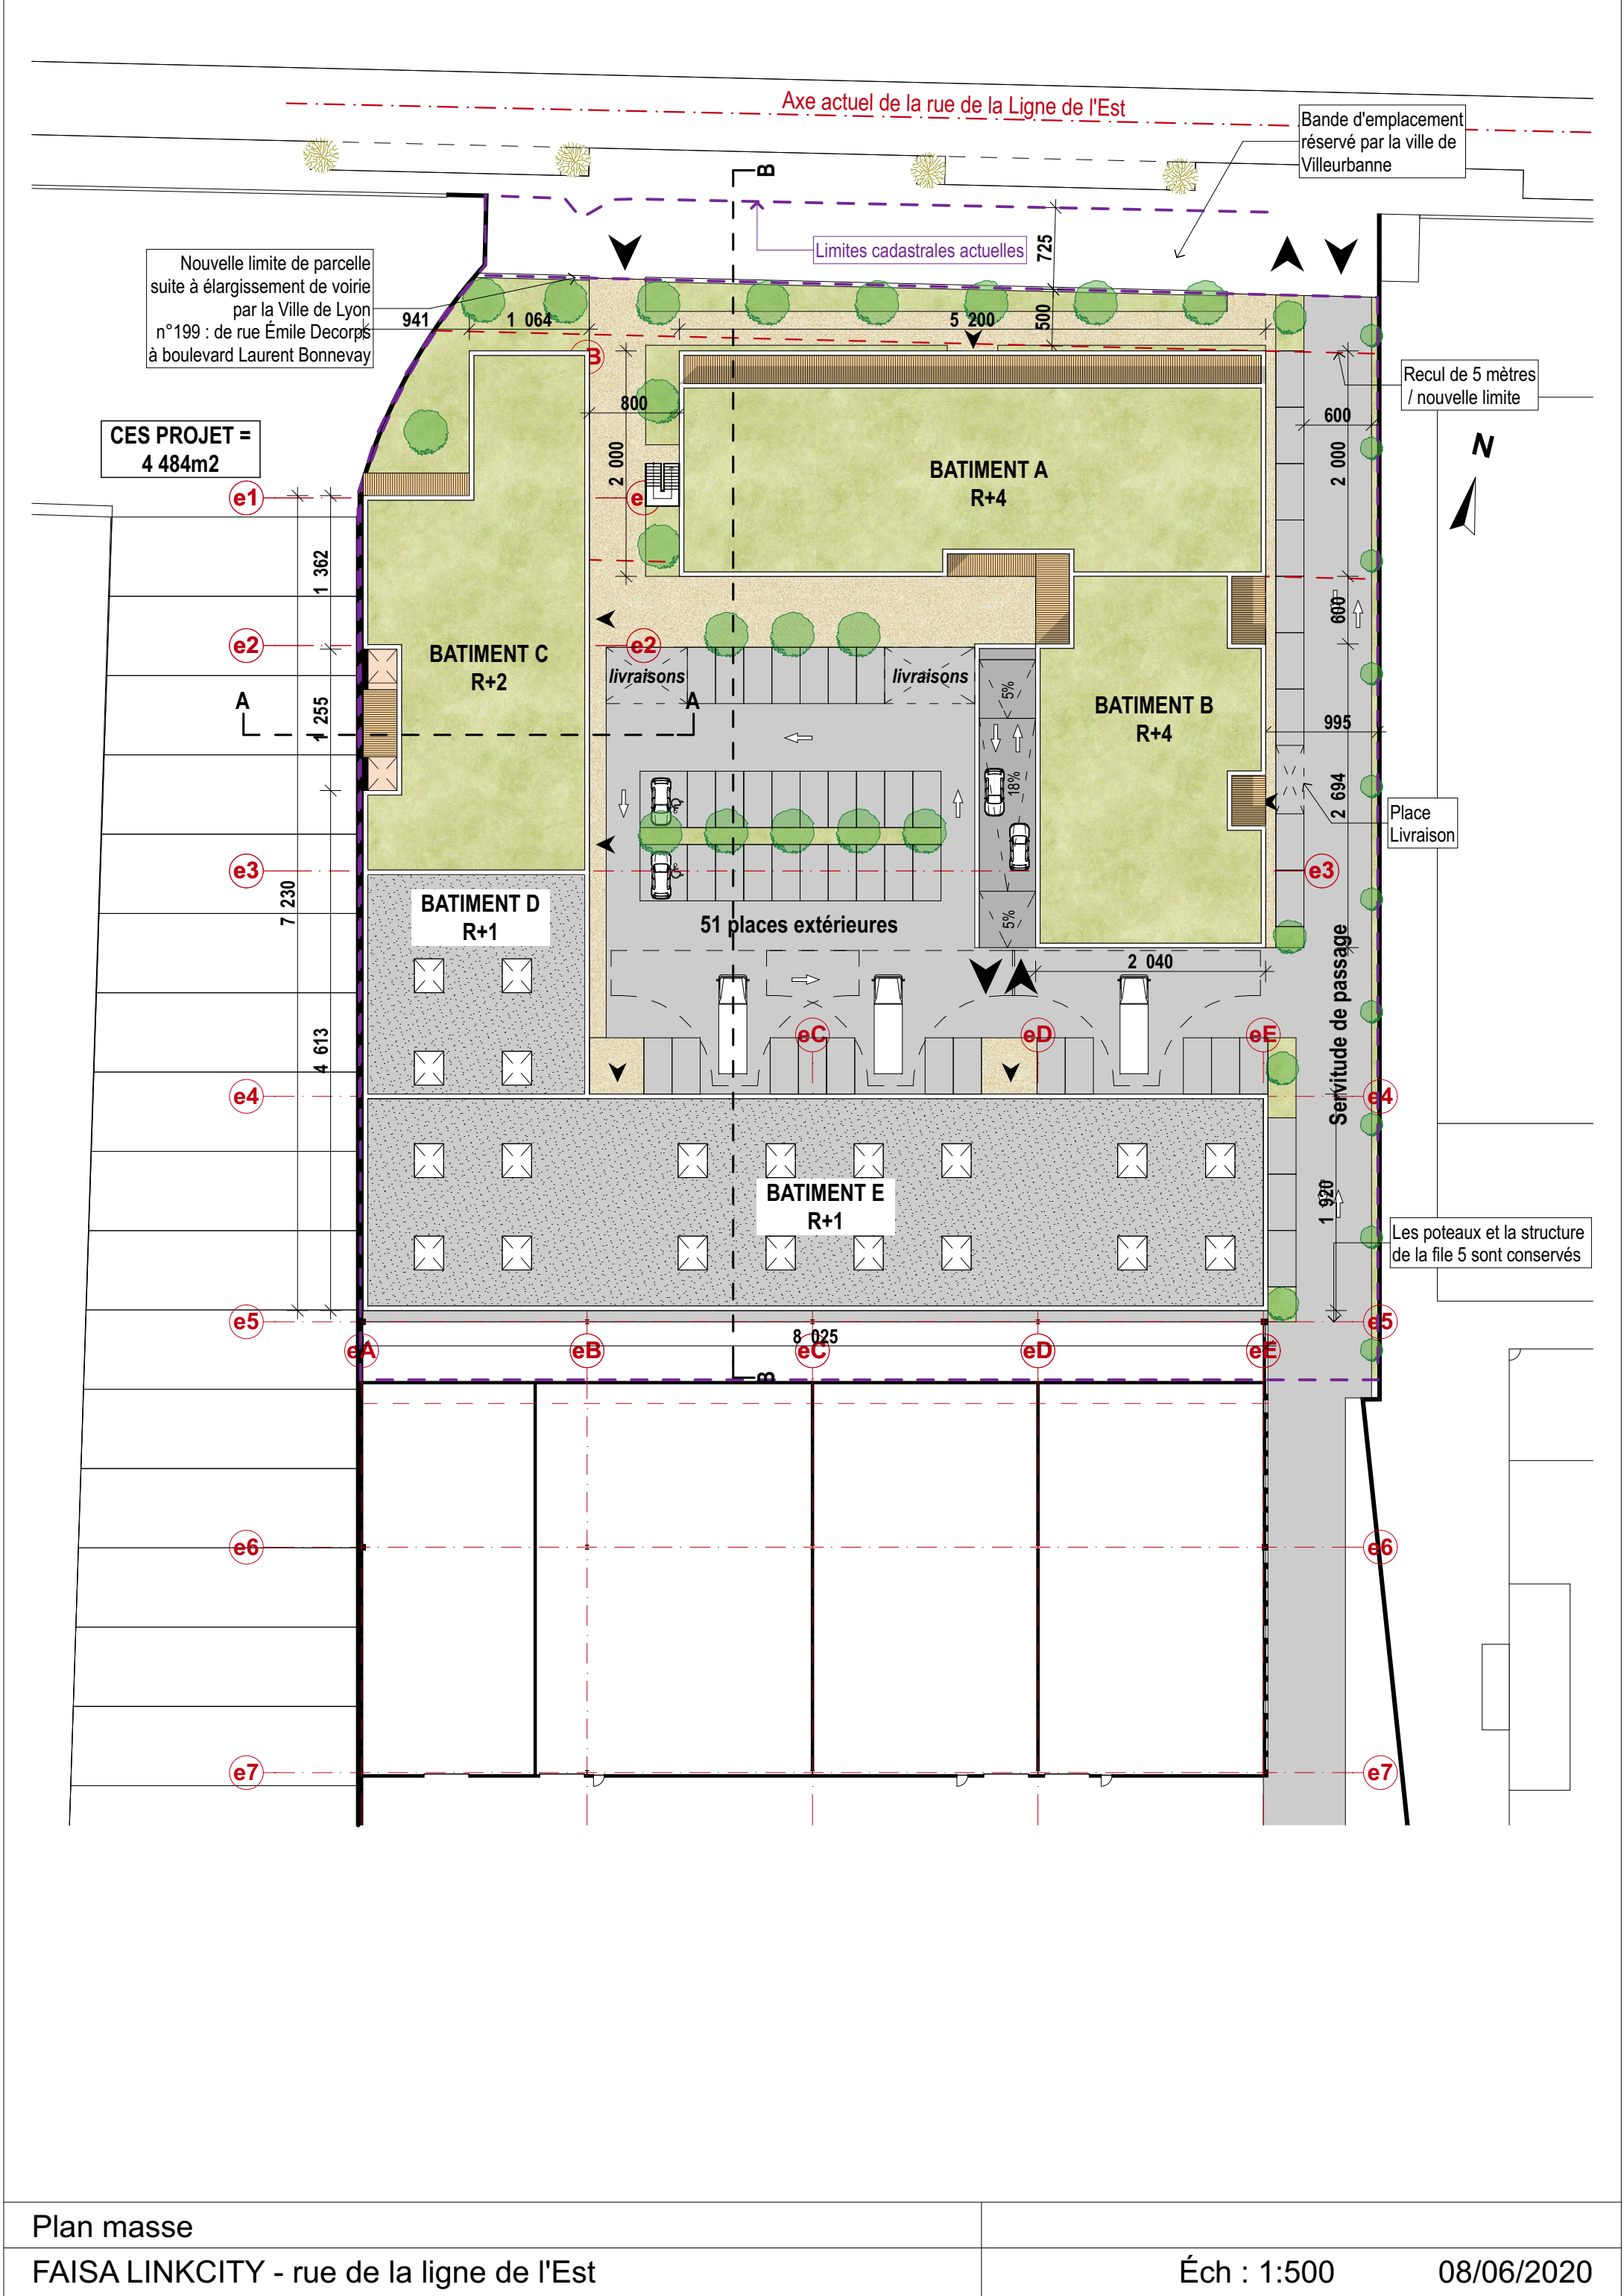 Axe actuel de la rue de la Ligne de l'Est
Bande d'emplacement
réservé par la ville de
Villeurbanne
B
Limites cadastrales actuelles
725
Nouvelle limite de parcelle
suite à élargissement de voirie
par la Ville de Lyon
n°199 : de rue Émile Decorps
à boulevard Laurent Bonnevay
941
1 064
5 200
500
B
Recul de 5 mètres
/ nouvelle limite
800
600
CES PROJET =
4 484m2
N
2 000
2 000
BATIMENT A
R+4
e1
e
1 362
600
e2
e2
BATIMENT C
R+2
livraisons
livraisons
5%
A
A
1 255
BATIMENT B
R+4
995
18%
2 694
Place
Livraison
e3
e3
7 230
BATIMENT D
R+1
51 places extérieures
5%
2 040
Servitude de passage
4 613
eC
eD
eE
e4
e4
BATIMENT E
R+1
1 920
Les poteaux et la structure
de la file 5 sont conservés
e5
e5
8 025
eA
eB
eC
eD
eE
B
e6
e6
e7
e7
Plan masse
FAISA LINKCITY - rue de la ligne de l'Est
Éch : 1:500
08/06/2020